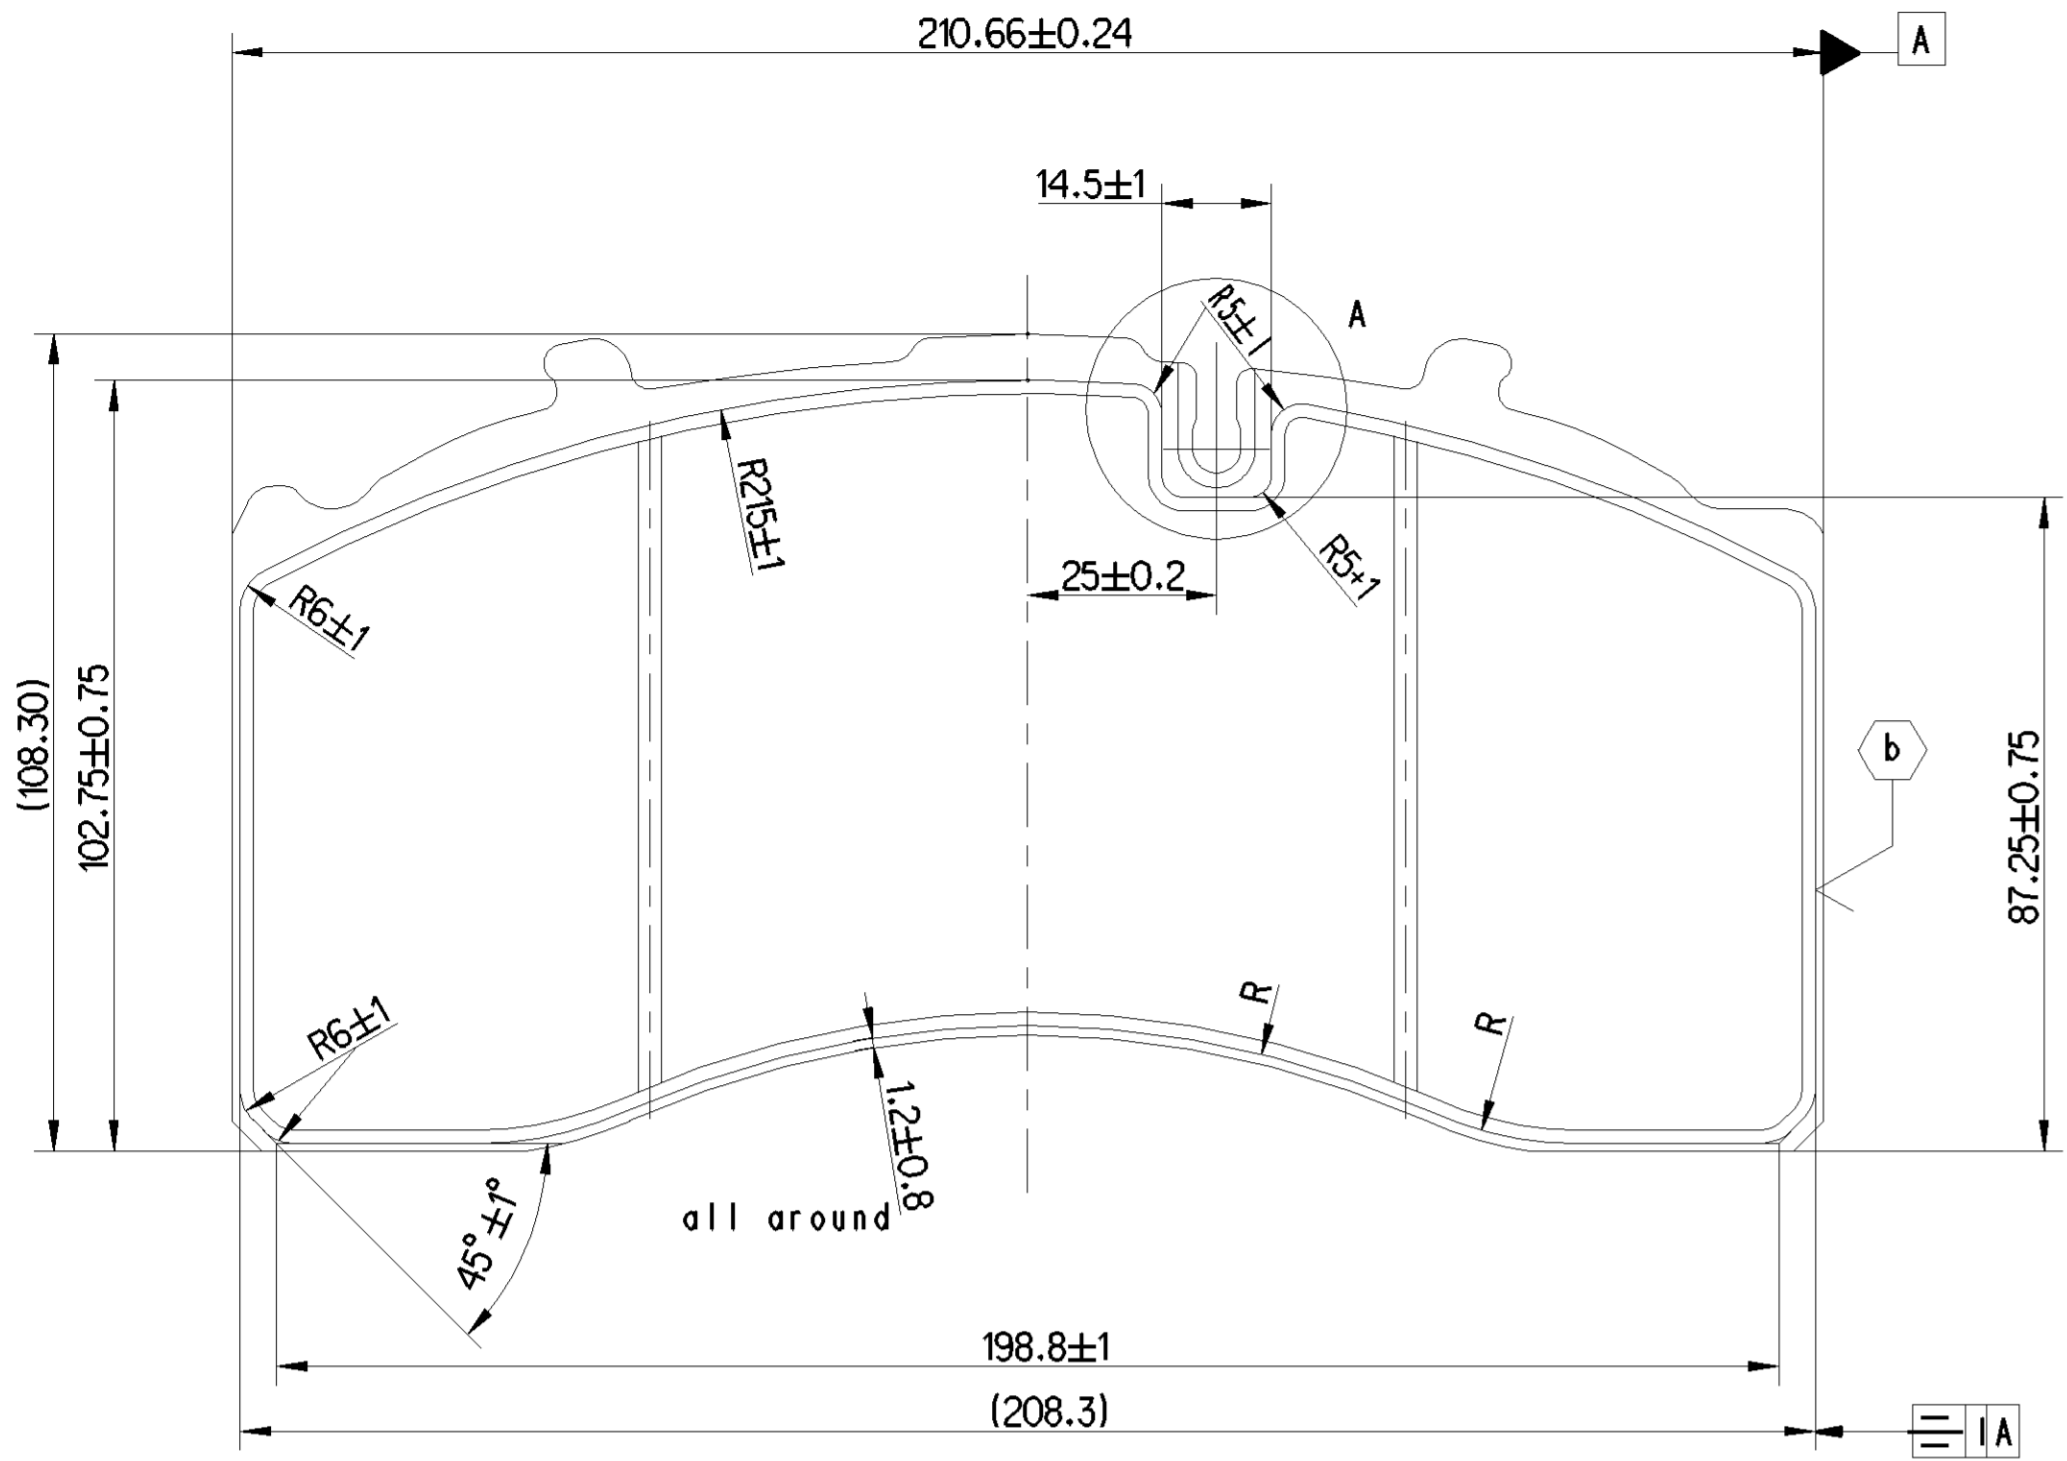 210.66±0.24
A
14.5±1
R5±1
A
R215±1
25±0.2
R5+1
R6±1
(108.30)
102.75±0.75
b
87.25±0.75
R
R
R6±1
1.2±0.8
all around
45°±1°
198.8±1
(208.3)
1 A